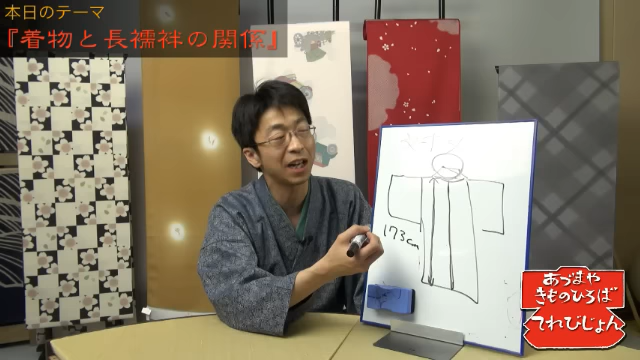 本日のテーマ
『着物と長襦袢の関係』
173cm
あづまや
きものひろば
てれびじょん